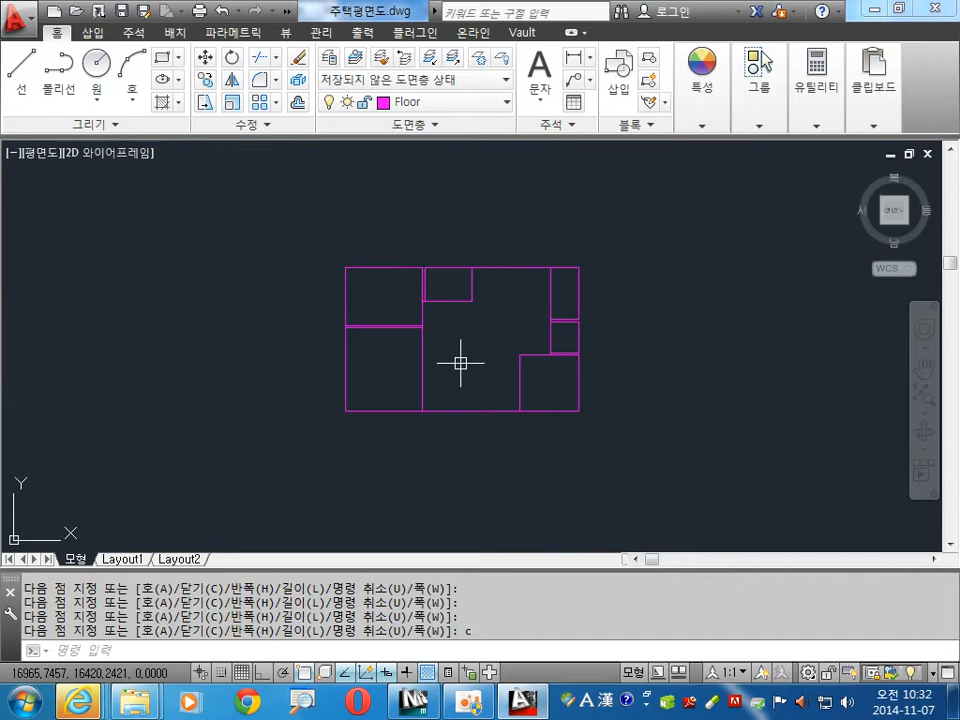 주택평면도.dwg
키워드 또는 구절 입력
로그인
홈 삽입 주석 배치 파라메트릭 뷰 관리 출력 플러그인 온라인 Vault
저장되지 않은 도면층 상태
Floor
선 폴리선 원 호 문자 삽입 특성 그룹 유틸리티 클립보드
그리기 수정 도면층 주석 블록
[−][평면도][2D 와이어프레임]
북
서 평면도 동
남
WCS
Y
X
모형 Layout1 Layout2
다음 점 지정 또는 [호(A)/닫기(C)/반폭(H)/길이(L)/명령 취소(U)/폭(W)]:
다음 점 지정 또는 [호(A)/닫기(C)/반폭(H)/길이(L)/명령 취소(U)/폭(W)]:
다음 점 지정 또는 [호(A)/닫기(C)/반폭(H)/길이(L)/명령 취소(U)/폭(W)]:
다음 점 지정 또는 [호(A)/닫기(C)/반폭(H)/길이(L)/명령 취소(U)/폭(W)]: c
명령 입력
16965,7457, 16420,2421, 0,0000
모형
1:1
A 漢
오전 10:32
2014-11-07